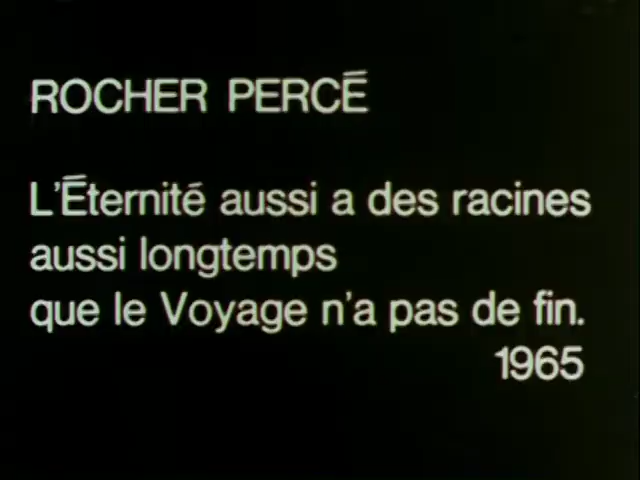 ROCHER PERCÉ
L'Éternité aussi a des racines
aussi longtemps
que le Voyage n'a pas de fin.
1965